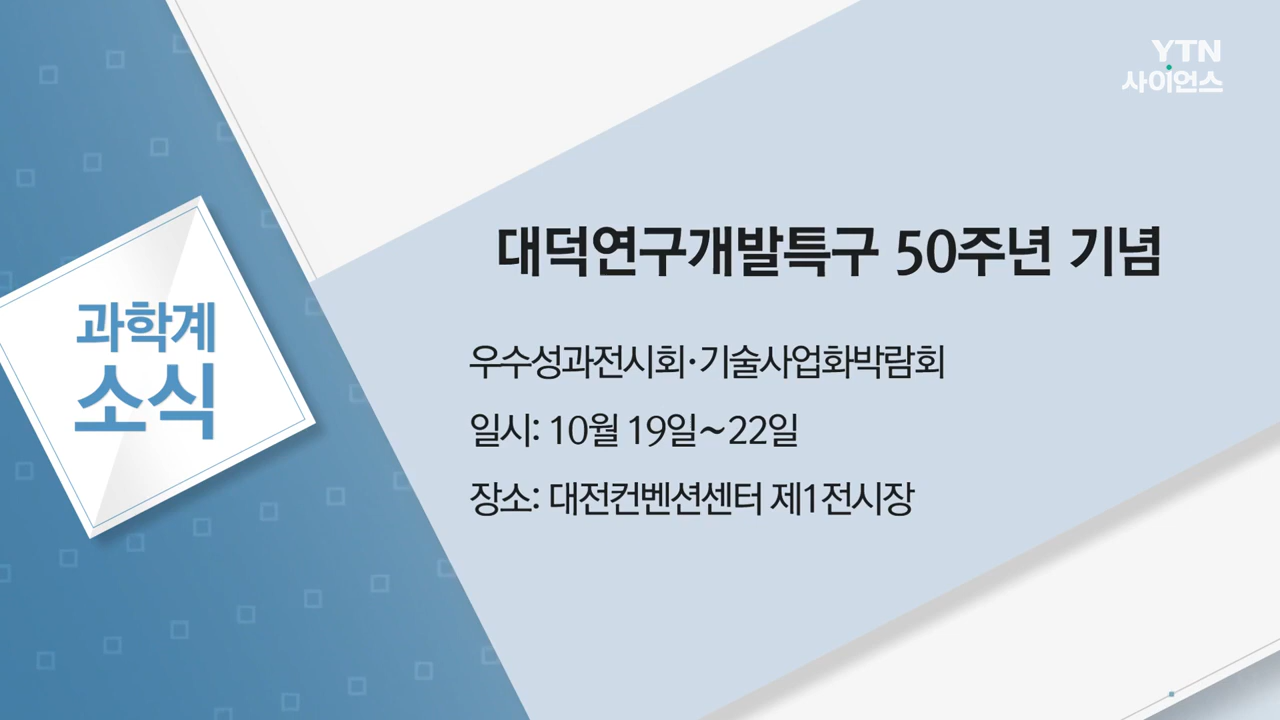 YTN
사이언스
과학계
소식
대덕연구개발특구 50주년 기념
우수성과전시회·기술사업화박람회
일시: 10월 19일~22일
장소: 대전컨벤션센터 제1전시장